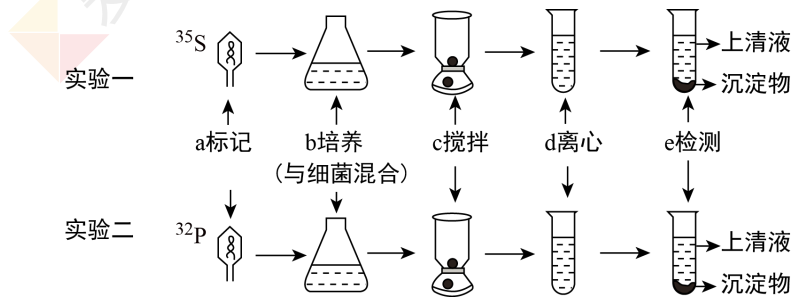 ³⁵S
上清液
实验一
沉淀物
a标记
b培养
c搅拌
d离心
e检测
(与细菌混合)
实验二
³²P
上清液
沉淀物